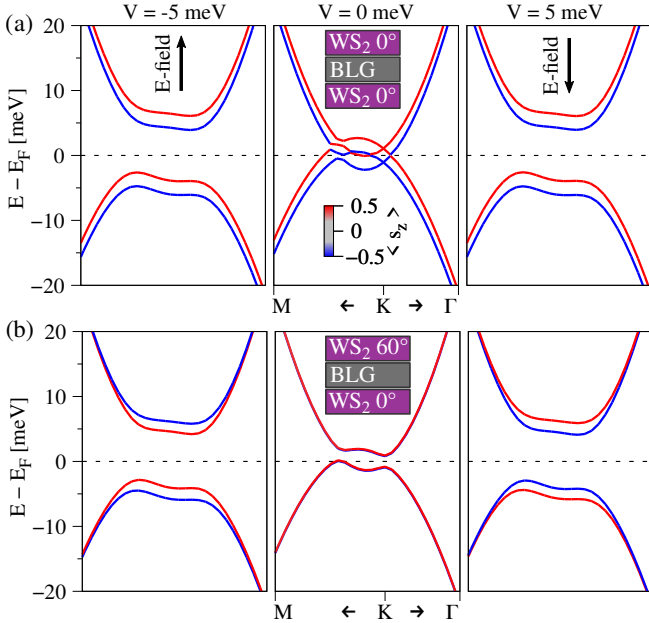 V = -5 meV V = 0 meV V = 5 meV
(a)
20
10
0
−10
−20
E − E_F [meV]
E-field
WS₂ 0°
BLG
WS₂ 0°
0.5
0
−0.5
<s_z>
E-field
M ← K → Γ
(b)
20
10
0
−10
−20
E − E_F [meV]
WS₂ 60°
BLG
WS₂ 0°
M ← K → Γ